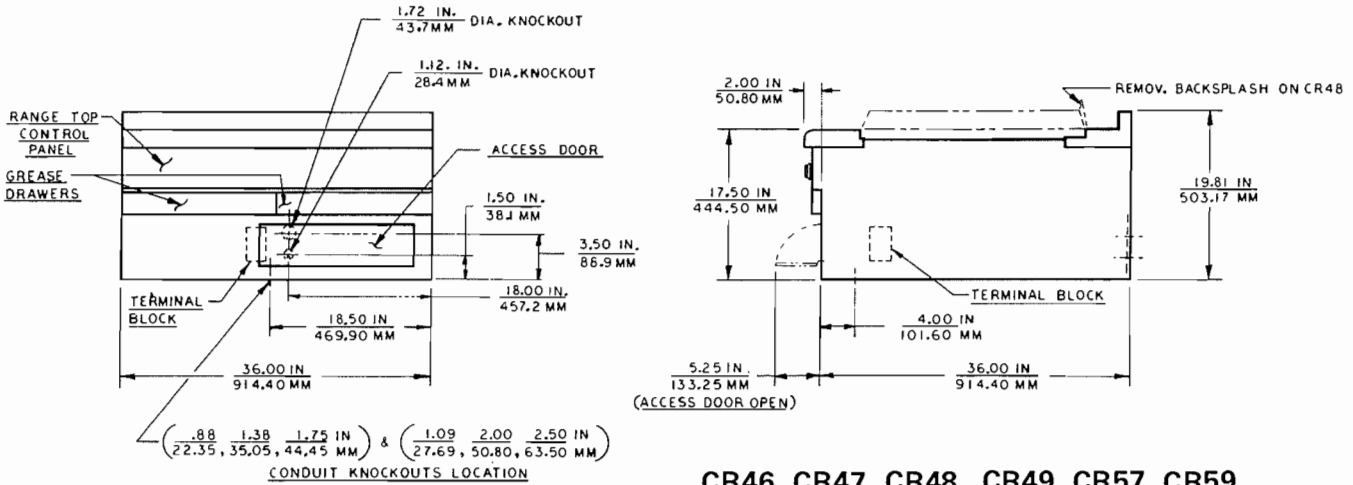 1.72 IN.
43.7MM DIA. KNOCKOUT
1.12. IN.
28.4MM DIA.KNOCKOUT
RANGE TOP
CONTROL
PANEL
GREASE
DRAWERS
ACCESS DOOR
1.50 IN.
38.1 MM
3.50 IN.
88.9 MM
18.00 IN.
457.2 MM
TERMINAL
BLOCK
18.50 IN
469.90 MM
36.00 IN
914.40 MM
(.88 1.38 1.75 IN
22.35, 35.05, 44.45 MM) & (1.09 2.00 2.50 IN
27.69, 50.80, 63.50 MM)
CONDUIT KNOCKOUTS LOCATION
2.00 IN
50.80 MM
REMOV. BACKSPLASH ON CR48
17.50 IN
444.50 MM
19.81 IN
503.17 MM
TERMINAL BLOCK
4.00 IN
101.60 MM
5.25 IN.
133.25 MM
(ACCESS DOOR OPEN)
36.00 IN
914.40 MM
CR46, CR47, CR48, CR49, CR57, CR59